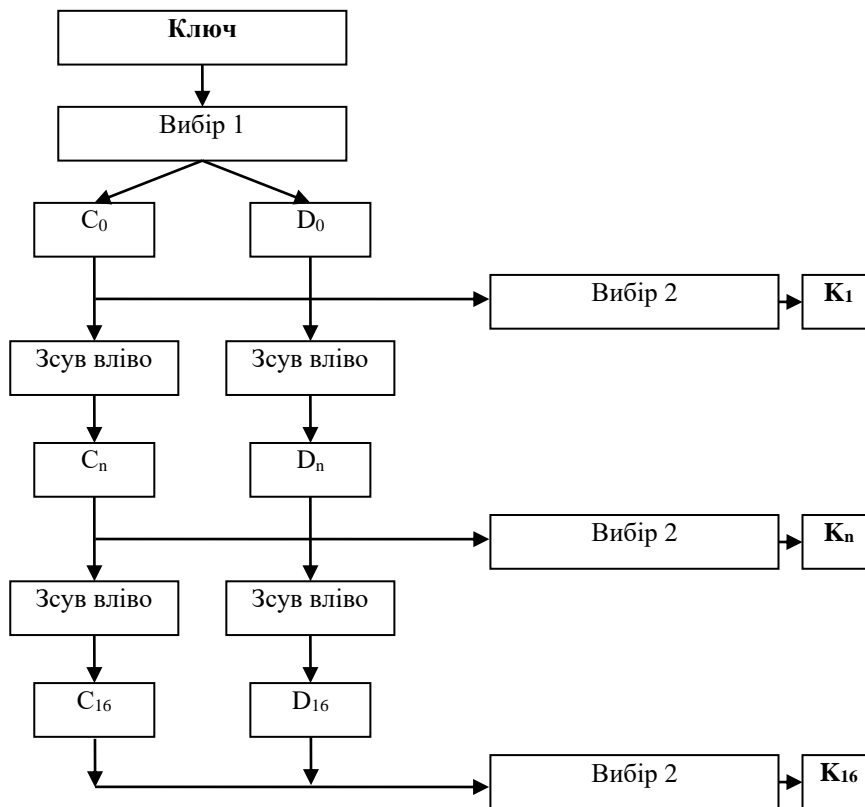 Ключ
Вибір 1
C₀
D₀
Вибір 2
K₁
Зсув вліво
Зсув вліво
Cₙ
Dₙ
Вибір 2
Kₙ
Зсув вліво
Зсув вліво
C₁₆
D₁₆
Вибір 2
K₁₆